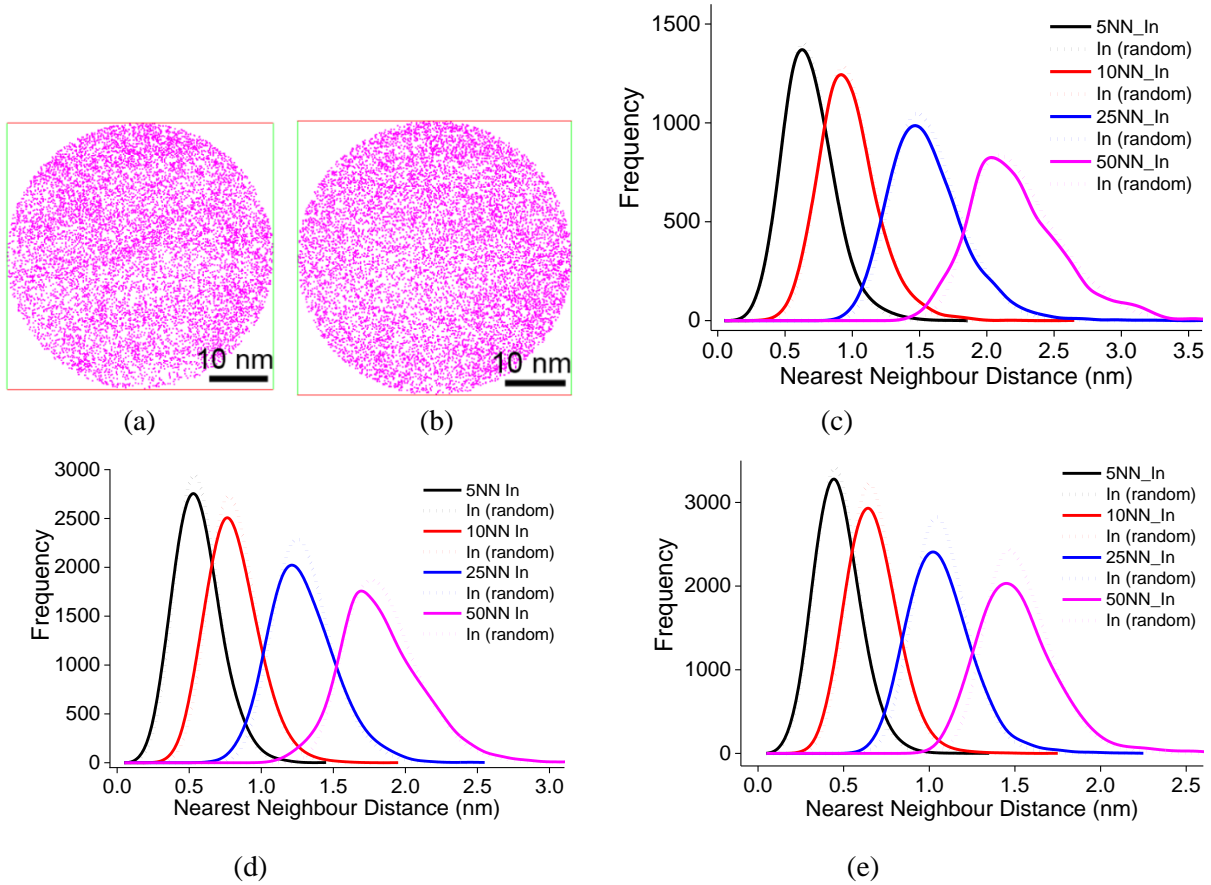 10 nm
(a)
10 nm
(b)
1500
1000
500
0
Frequency
5NN_In
In (random)
10NN_In
In (random)
25NN_In
In (random)
50NN_In
In (random)
0.0 0.5 1.0 1.5 2.0 2.5 3.0 3.5
Nearest Neighbour Distance (nm)
(c)
3000
2500
2000
1500
1000
500
0
Frequency
5NN In
In (random)
10NN In
In (random)
25NN In
In (random)
50NN In
In (random)
0.0 0.5 1.0 1.5 2.0 2.5 3.0
Nearest Neighbour Distance (nm)
(d)
3000
2000
1000
0
Frequency
5NN_In
In (random)
10NN_In
In (random)
25NN_In
In (random)
50NN_In
In (random)
0.0 0.5 1.0 1.5 2.0 2.5
Nearest Neighbour Distance (nm)
(e)